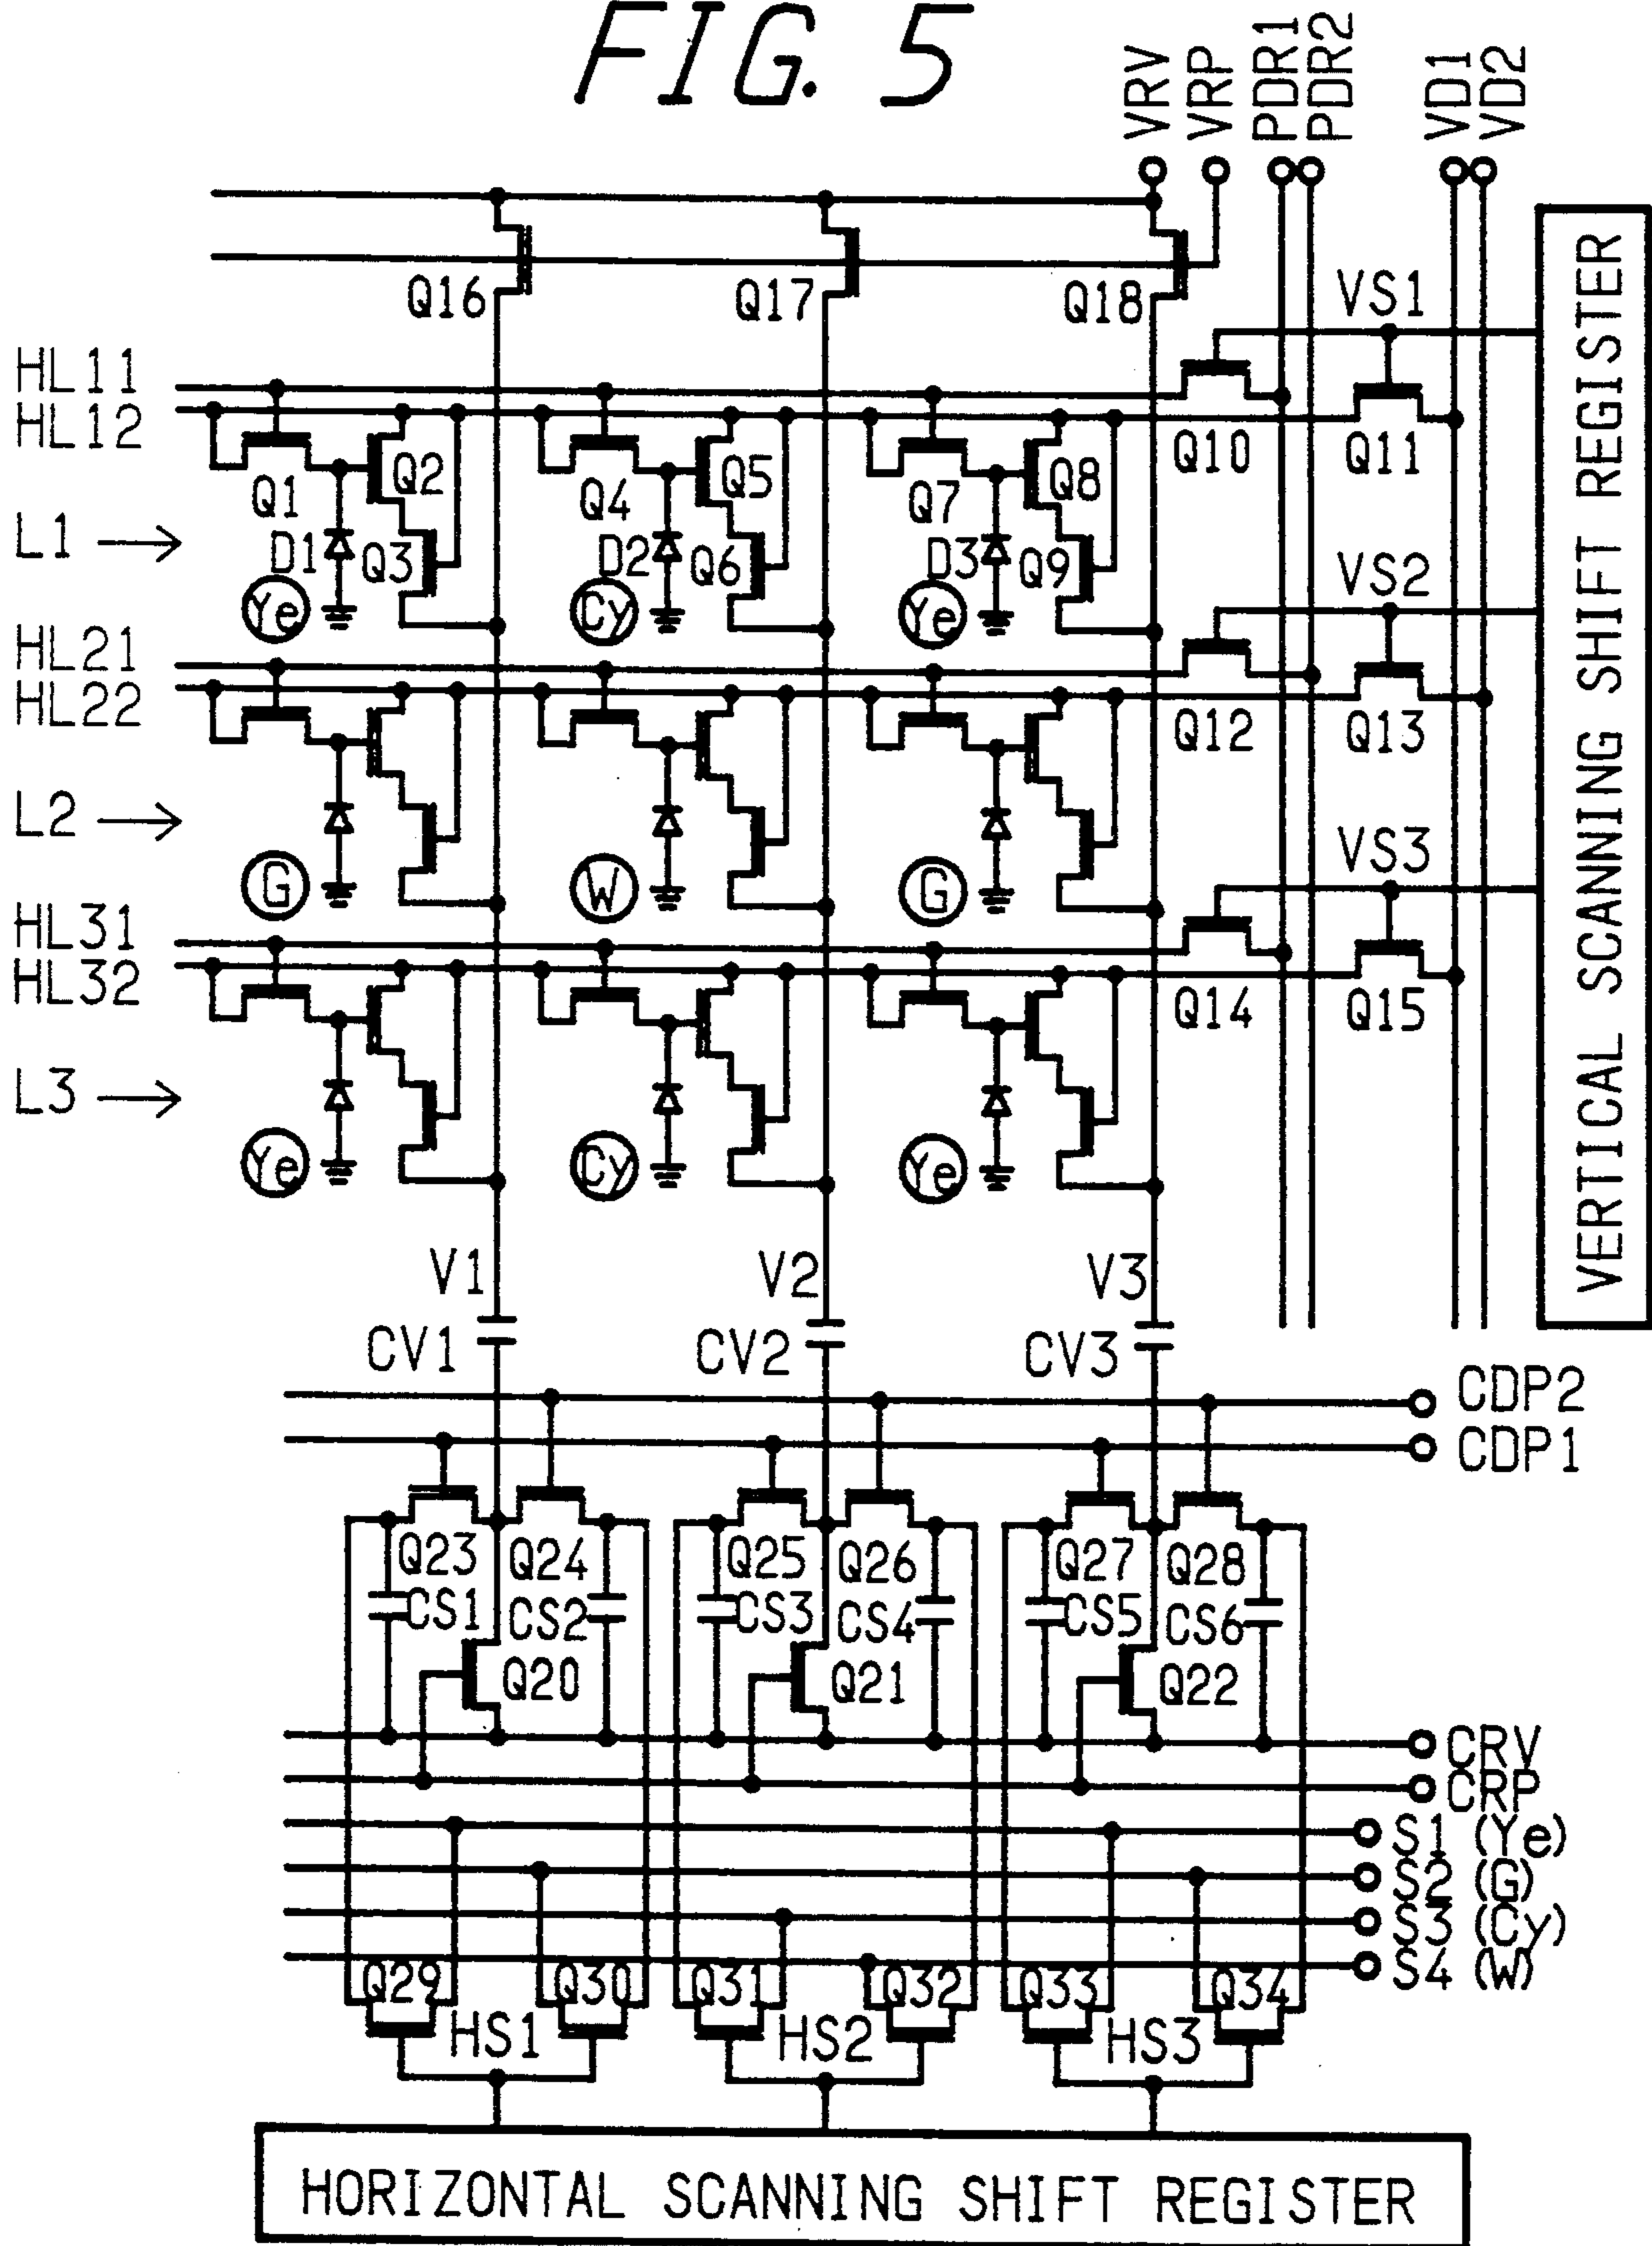 FIG. 5
VRV
VRP
PDR1
PDR2
VD1
VD2
Q16
Q17
Q18
VS1
HL11
HL12
Q10
Q11
Q1
Q2
Q4
Q5
Q7
Q8
L1
D1
Q3
D2
Q6
D3
Q9
VS2
Ye
Cy
Ye
HL21
HL22
Q12
Q13
L2
VS3
G
W
G
HL31
HL32
Q14
Q15
L3
Ye
Cy
Ye
VERTICAL SCANNING SHIFT REGISTER
V1
V2
V3
CV1
CV2
CV3
CDP2
CDP1
Q23
Q24
Q25
Q26
Q27
Q28
CS1
CS2
CS3
CS4
CS5
CS6
Q20
Q21
Q22
CRV
CRP
S1 (Ye)
S2 (G)
S3 (Cy)
S4 (W)
Q29
Q30
Q31
Q32
Q33
Q34
HS1
HS2
HS3
HORIZONTAL SCANNING SHIFT REGISTER